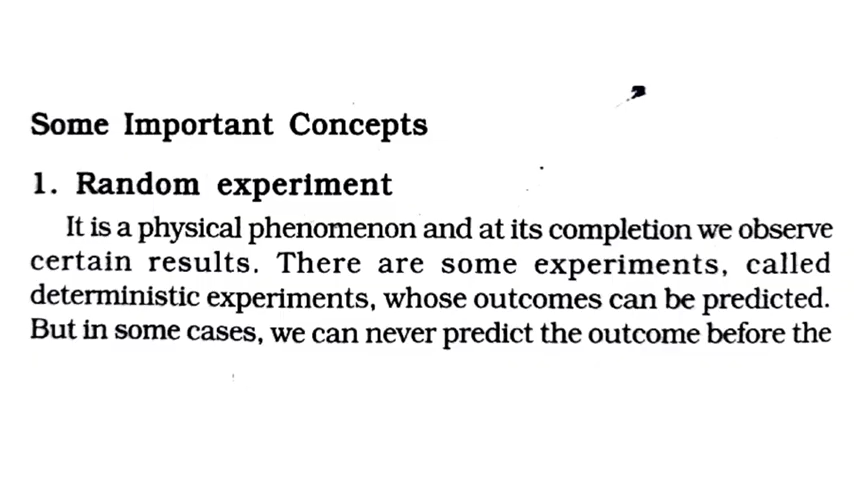 Some Important Concepts
1. Random experiment
It is a physical phenomenon and at its completion we observe
certain results. There are some experiments, called
deterministic experiments, whose outcomes can be predicted.
But in some cases, we can never predict the outcome before the